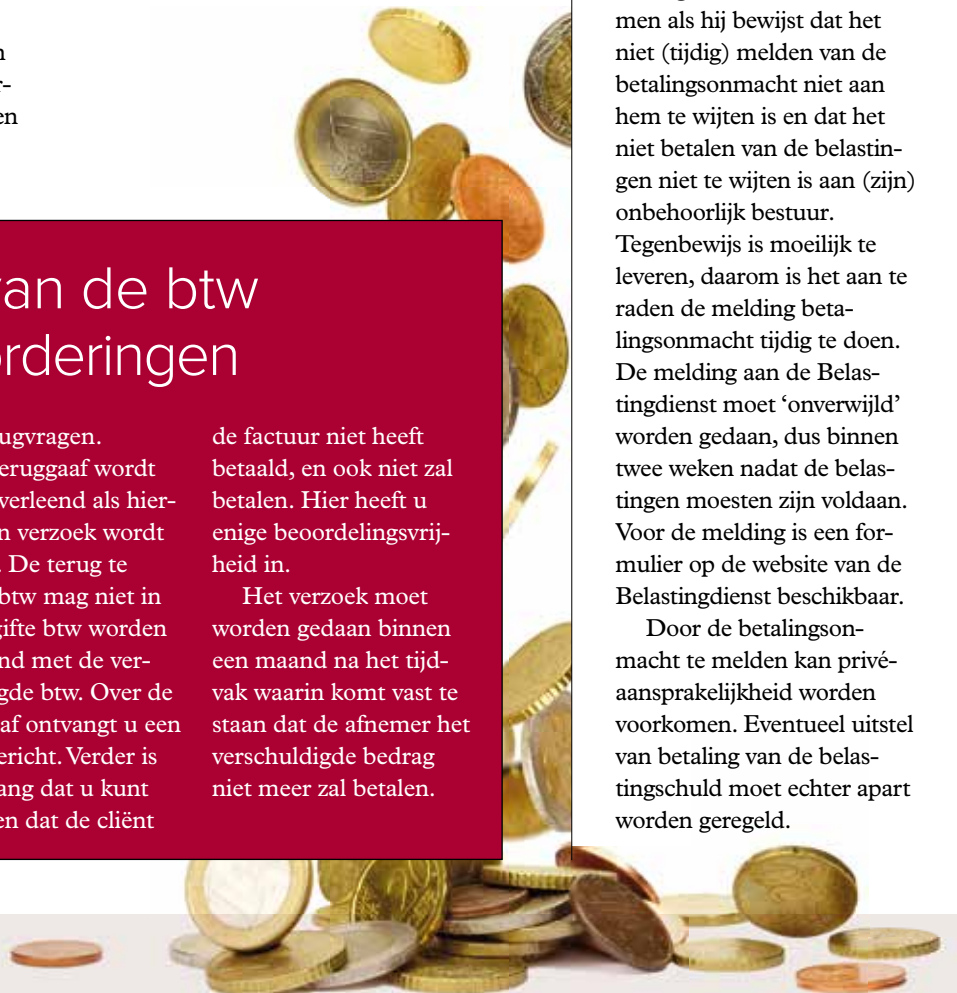 n
r-
en
van de btw
orderingen
ugvragen.
eruggaaf wordt
verleend als hier-
n verzoek wordt
. De terug te
btw mag niet in
gifte btw worden
nd met de ver-
gde btw. Over de
af ontvangt u een
ericht. Verder is
ang dat u kunt
en dat de cliënt
de factuur niet heeft
betaald, en ook niet zal
betalen. Hier heeft u
enige beoordelingsvrij-
heid in.
Het verzoek moet
worden gedaan binnen
een maand na het tijd-
vak waarin komt vast te
staan dat de afnemer het
verschuldigde bedrag
niet meer zal betalen.
men als hij bewijst dat het
niet (tijdig) melden van de
betalingsonmacht niet aan
hem te wijten is en dat het
niet betalen van de belastin-
gen niet te wijten is aan (zijn)
onbehoorlijk bestuur.
Tegenbewijs is moeilijk te
leveren, daarom is het aan te
raden de melding beta-
lingsonmacht tijdig te doen.
De melding aan de Belas-
tingdienst moet ‘onverwijld’
worden gedaan, dus binnen
twee weken nadat de belas-
tingen moesten zijn voldaan.
Voor de melding is een for-
mulier op de website van de
Belastingdienst beschikbaar.
Door de betalingson-
macht te melden kan privé-
aansprakelijkheid worden
voorkomen. Eventueel uitstel
van betaling van de belas-
tingschuld moet echter apart
worden geregeld.